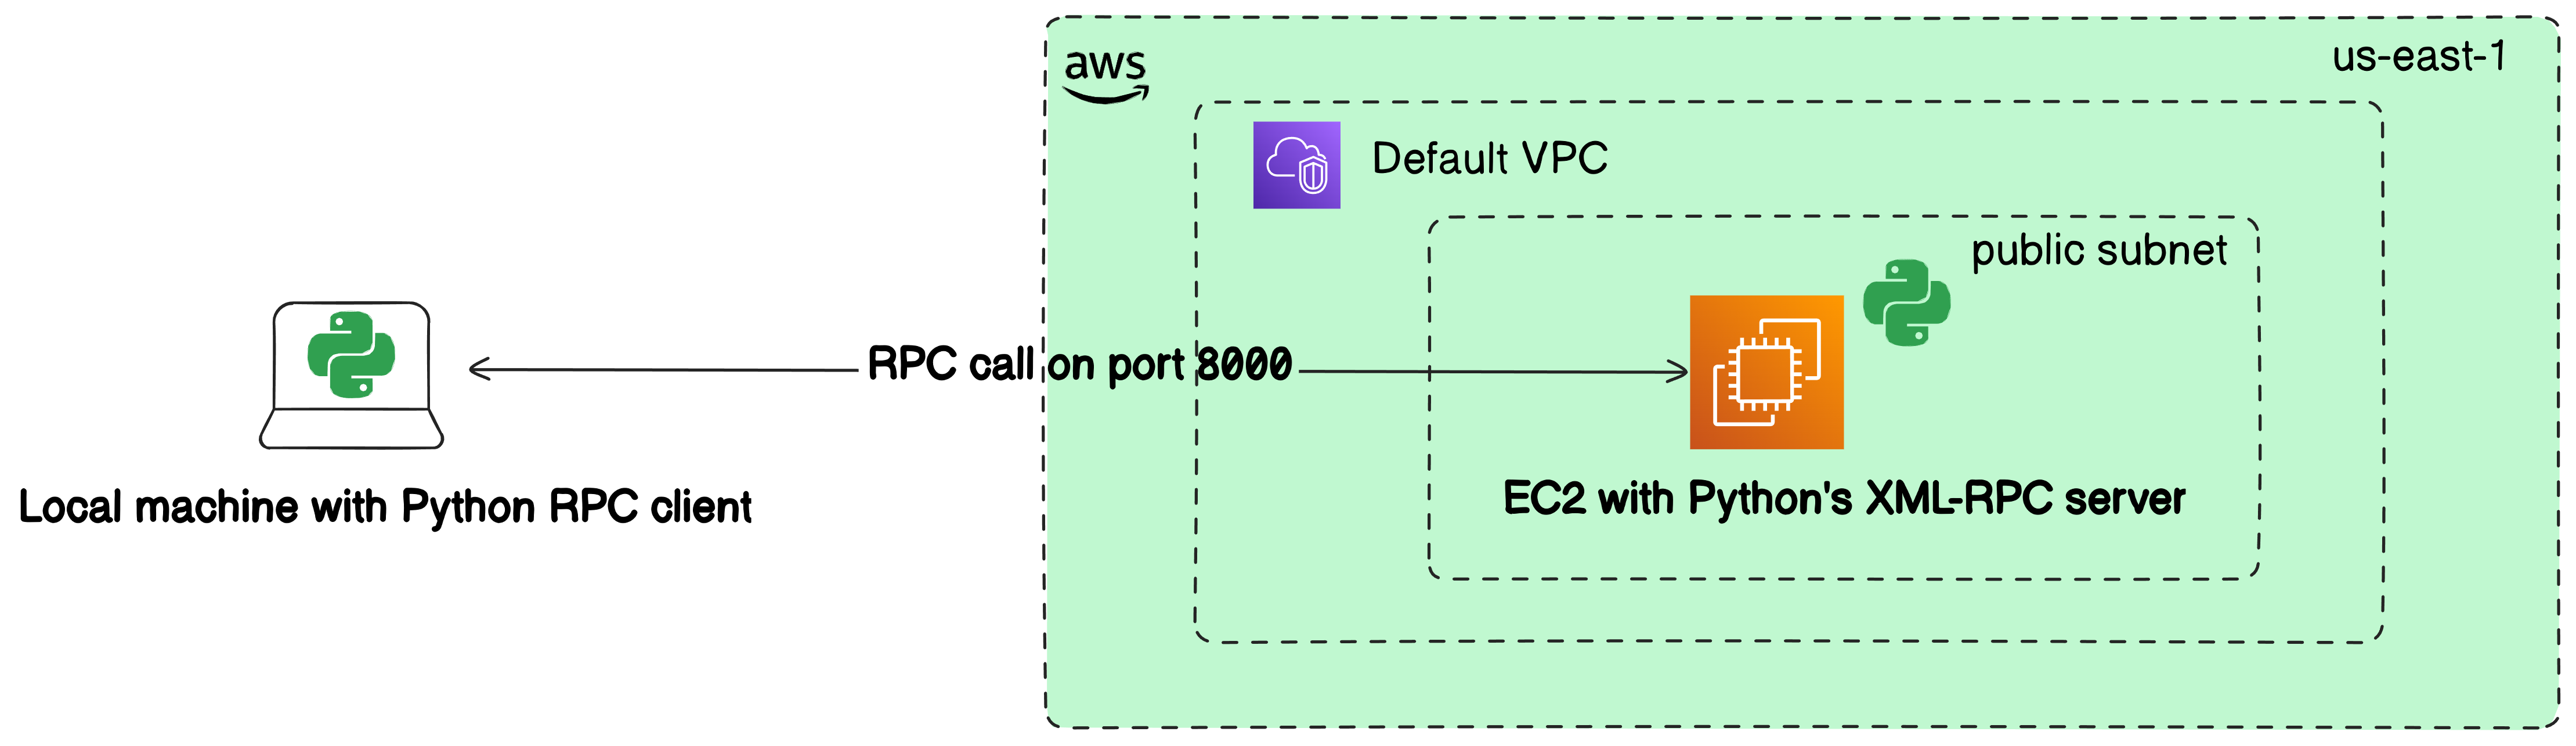 aws
us-east-1
Default VPC
public subnet
RPC call on port 8000
Local machine with Python RPC client
EC2 with Python's XML-RPC server